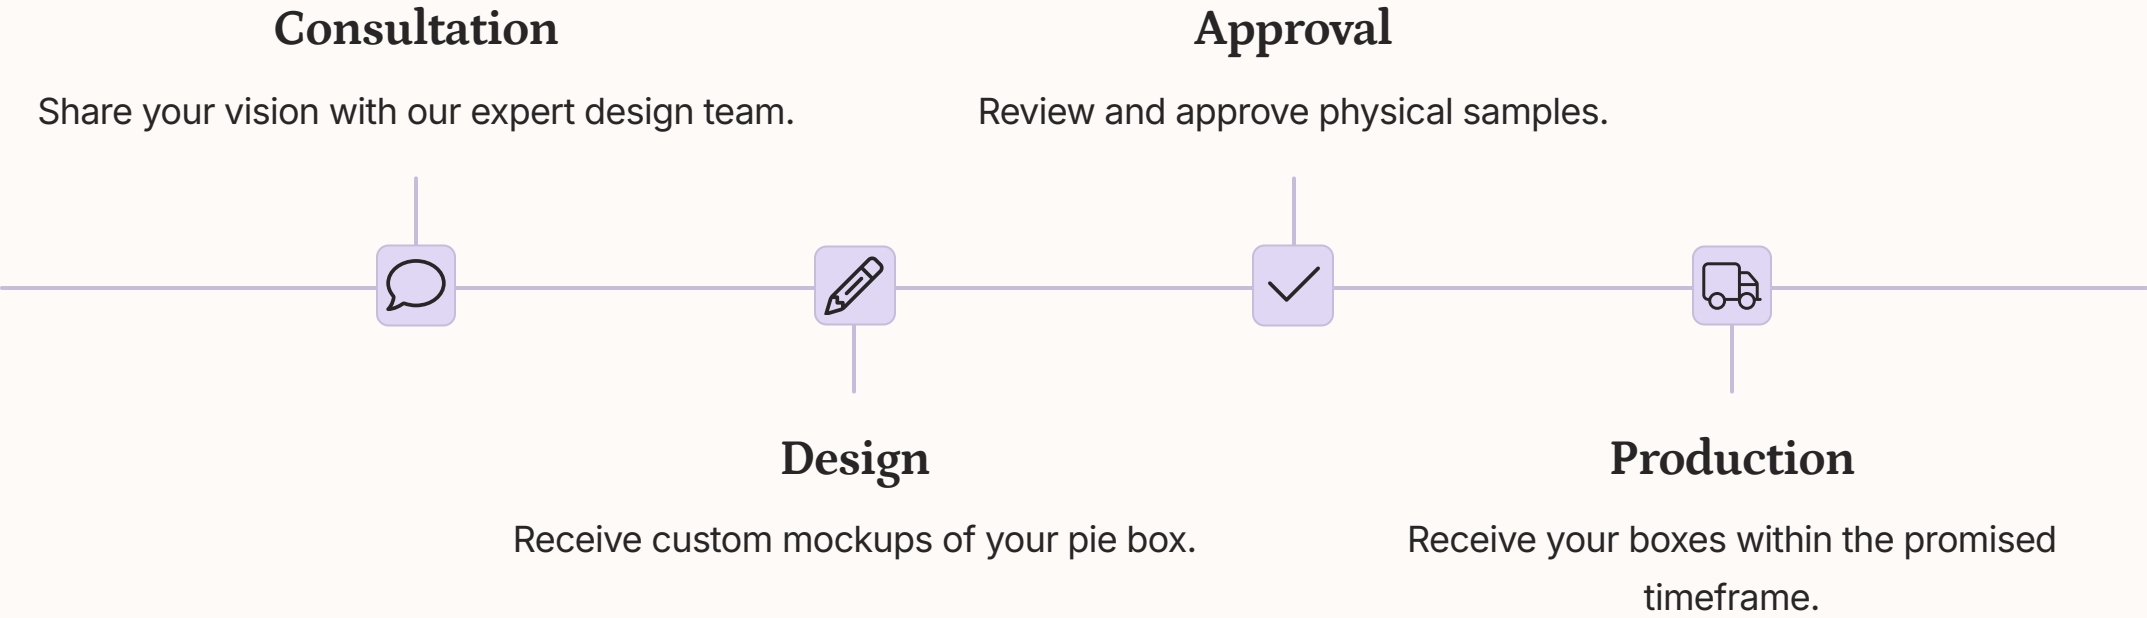 Consultation
Share your vision with our expert design team.
Approval
Review and approve physical samples.
Design
Receive custom mockups of your pie box.
Production
Receive your boxes within the promised
timeframe.